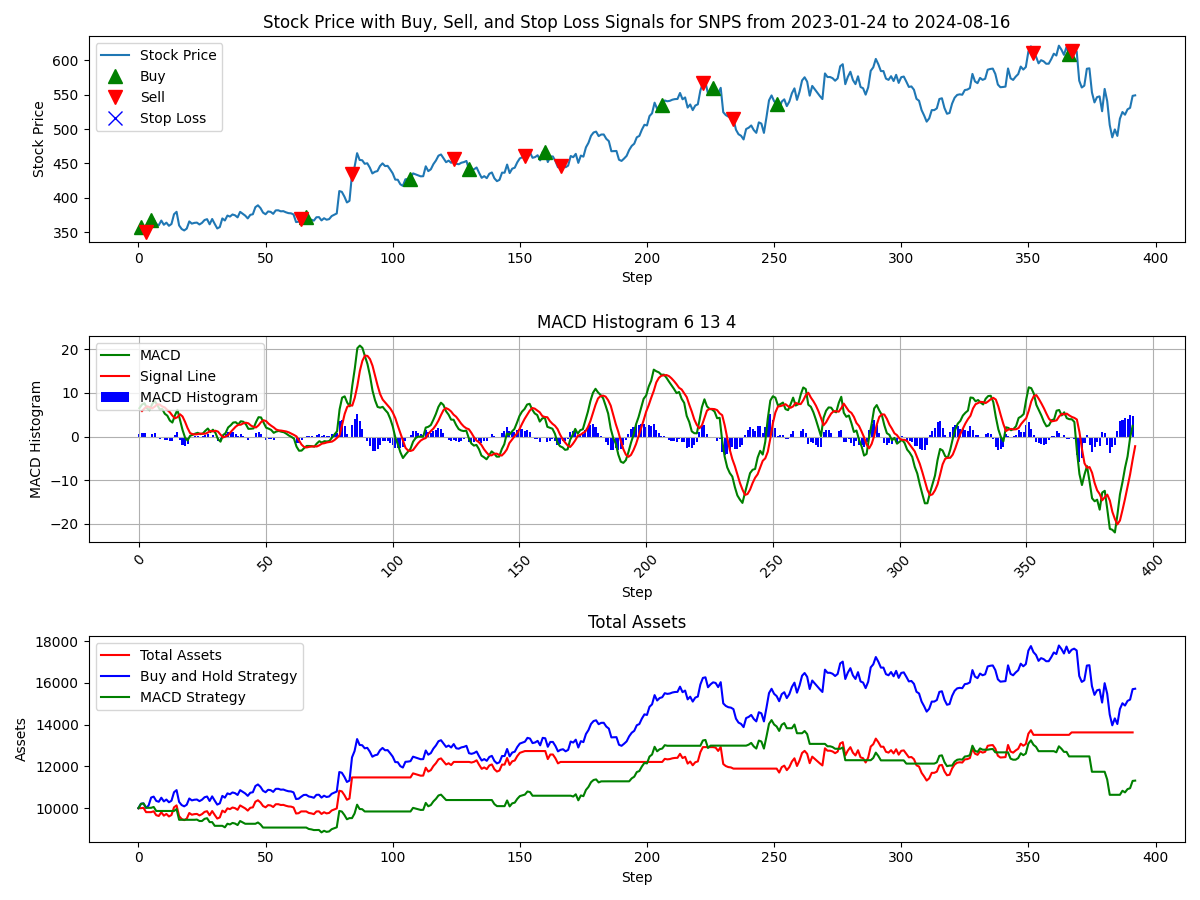 Stock Price with Buy, Sell, and Stop Loss Signals for SNPS from 2023-01-24 to 2024-08-16
Stock Price
600
550
500
450
400
350
Stock Price
Buy
Sell
Stop Loss
0 50 100 150 200 250 300 350 400
Step
MACD Histogram 6 13 4
MACD Histogram
20
10
0
−10
−20
MACD
Signal Line
MACD Histogram
0 50 100 150 200 250 300 350 400
Step
Total Assets
Assets
18000
16000
14000
12000
10000
Total Assets
Buy and Hold Strategy
MACD Strategy
0 50 100 150 200 250 300 350 400
Step